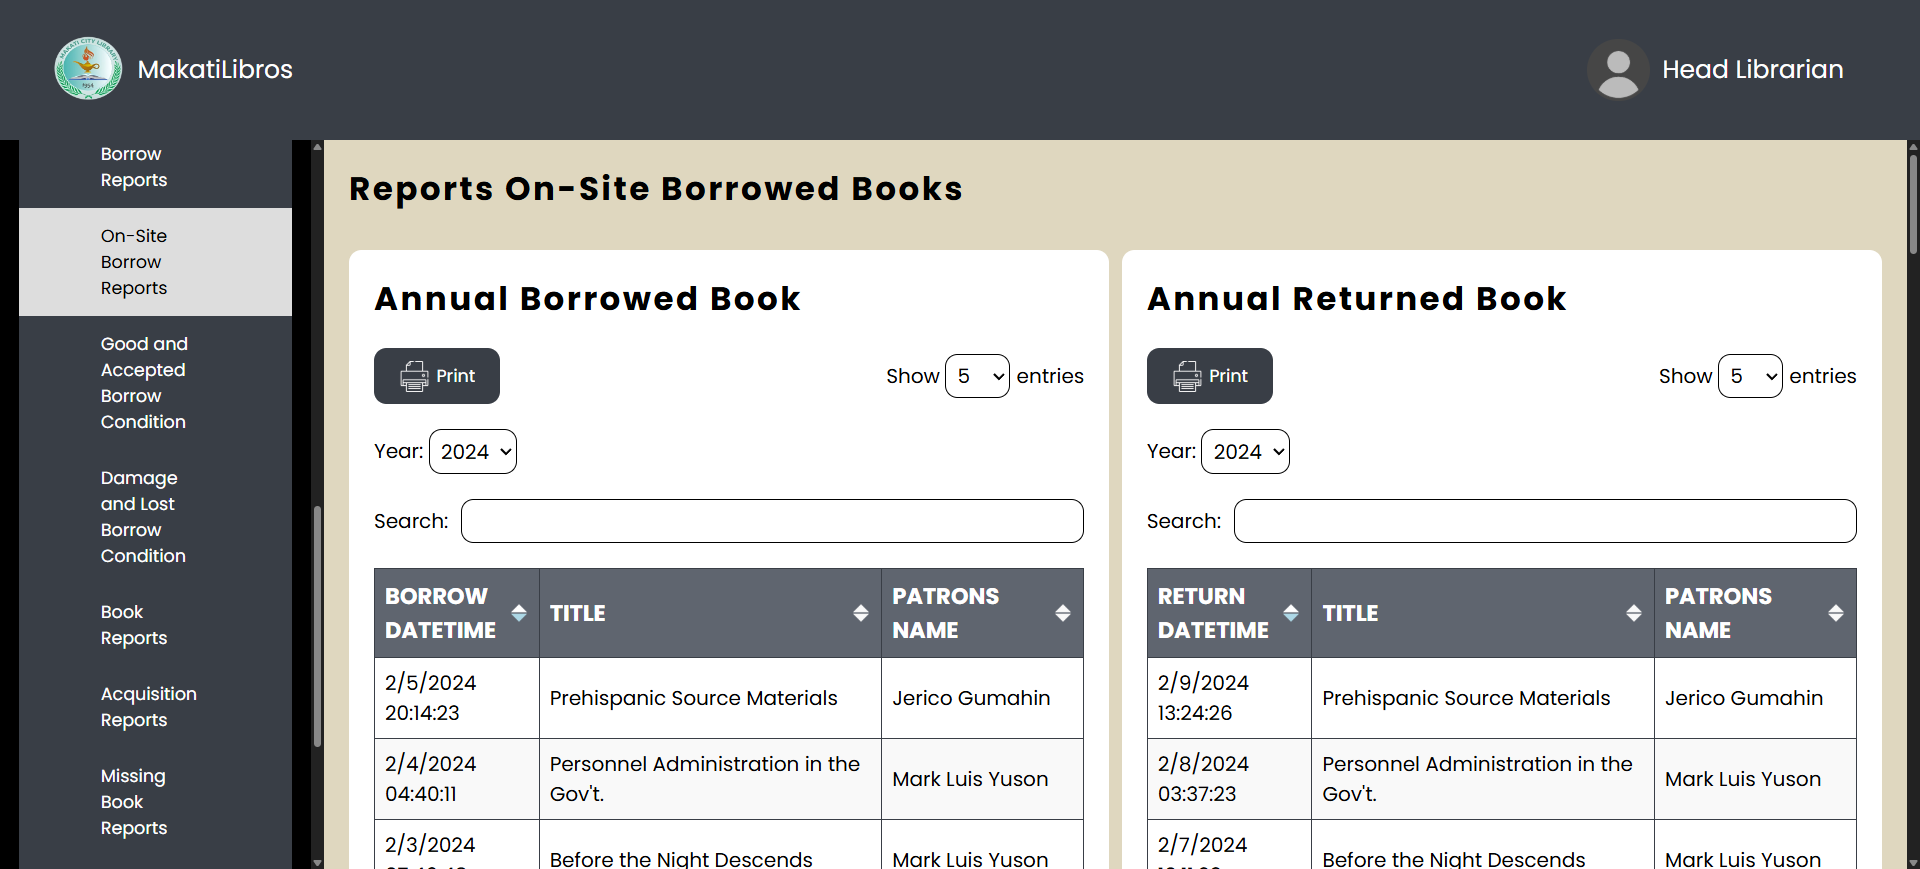 MakatiLibros
Head Librarian
Borrow
Reports
On-Site
Borrow
Reports
Good and
Accepted
Borrow
Condition
Damage
and Lost
Borrow
Condition
Book
Reports
Acquisition
Reports
Missing
Book
Reports
Reports On-Site Borrowed Books
Annual Borrowed Book
Print
Show 5 entries
Year: 2024
Search:
BORROW DATETIME TITLE PATRONS NAME
2/5/2024 20:14:23 Prehispanic Source Materials Jerico Gumahin
2/4/2024 04:40:11 Personnel Administration in the Gov't. Mark Luis Yuson
2/3/2024 Before the Night Descends Mark Luis Yuson
Annual Returned Book
Print
Show 5 entries
Year: 2024
Search:
RETURN DATETIME TITLE PATRONS NAME
2/9/2024 13:24:26 Prehispanic Source Materials Jerico Gumahin
2/8/2024 03:37:23 Personnel Administration in the Gov't. Mark Luis Yuson
2/7/2024 Before the Night Descends Mark Luis Yuson